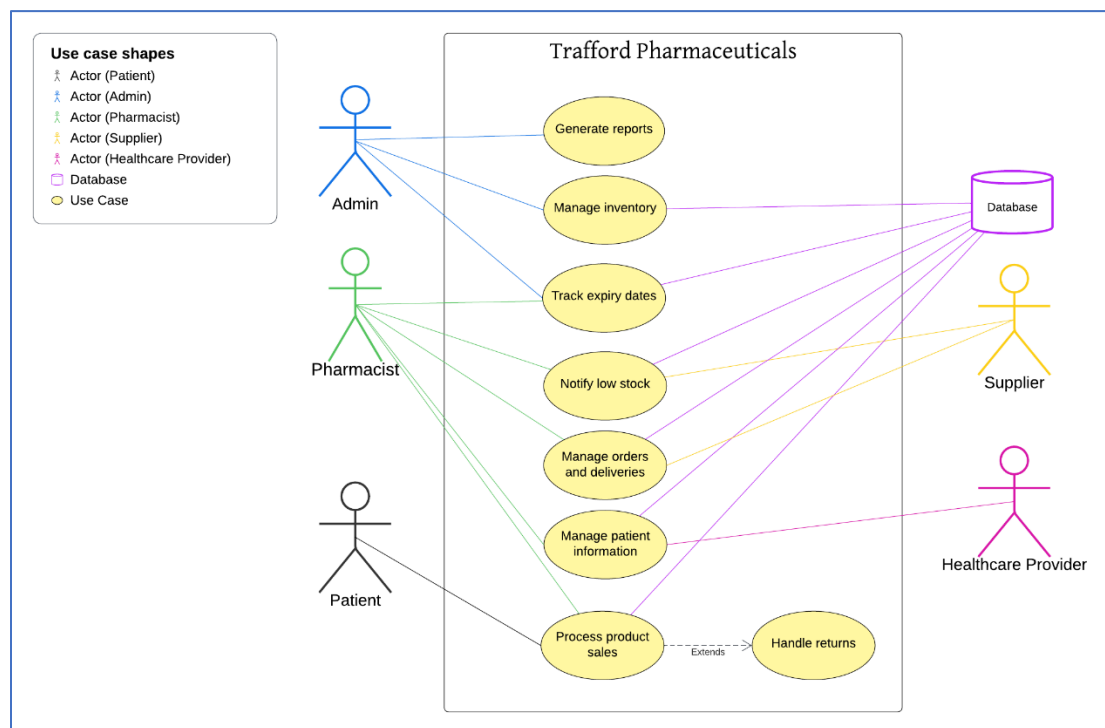 Use case shapes
Actor (Patient)
Actor (Admin)
Actor (Pharmacist)
Actor (Supplier)
Actor (Healthcare Provider)
Database
Use Case
Trafford Pharmaceuticals
Admin
Pharmacist
Patient
Generate reports
Manage inventory
Track expiry dates
Notify low stock
Manage orders
and deliveries
Manage patient
information
Process product
sales
Extends
Handle returns
Database
Supplier
Healthcare Provider